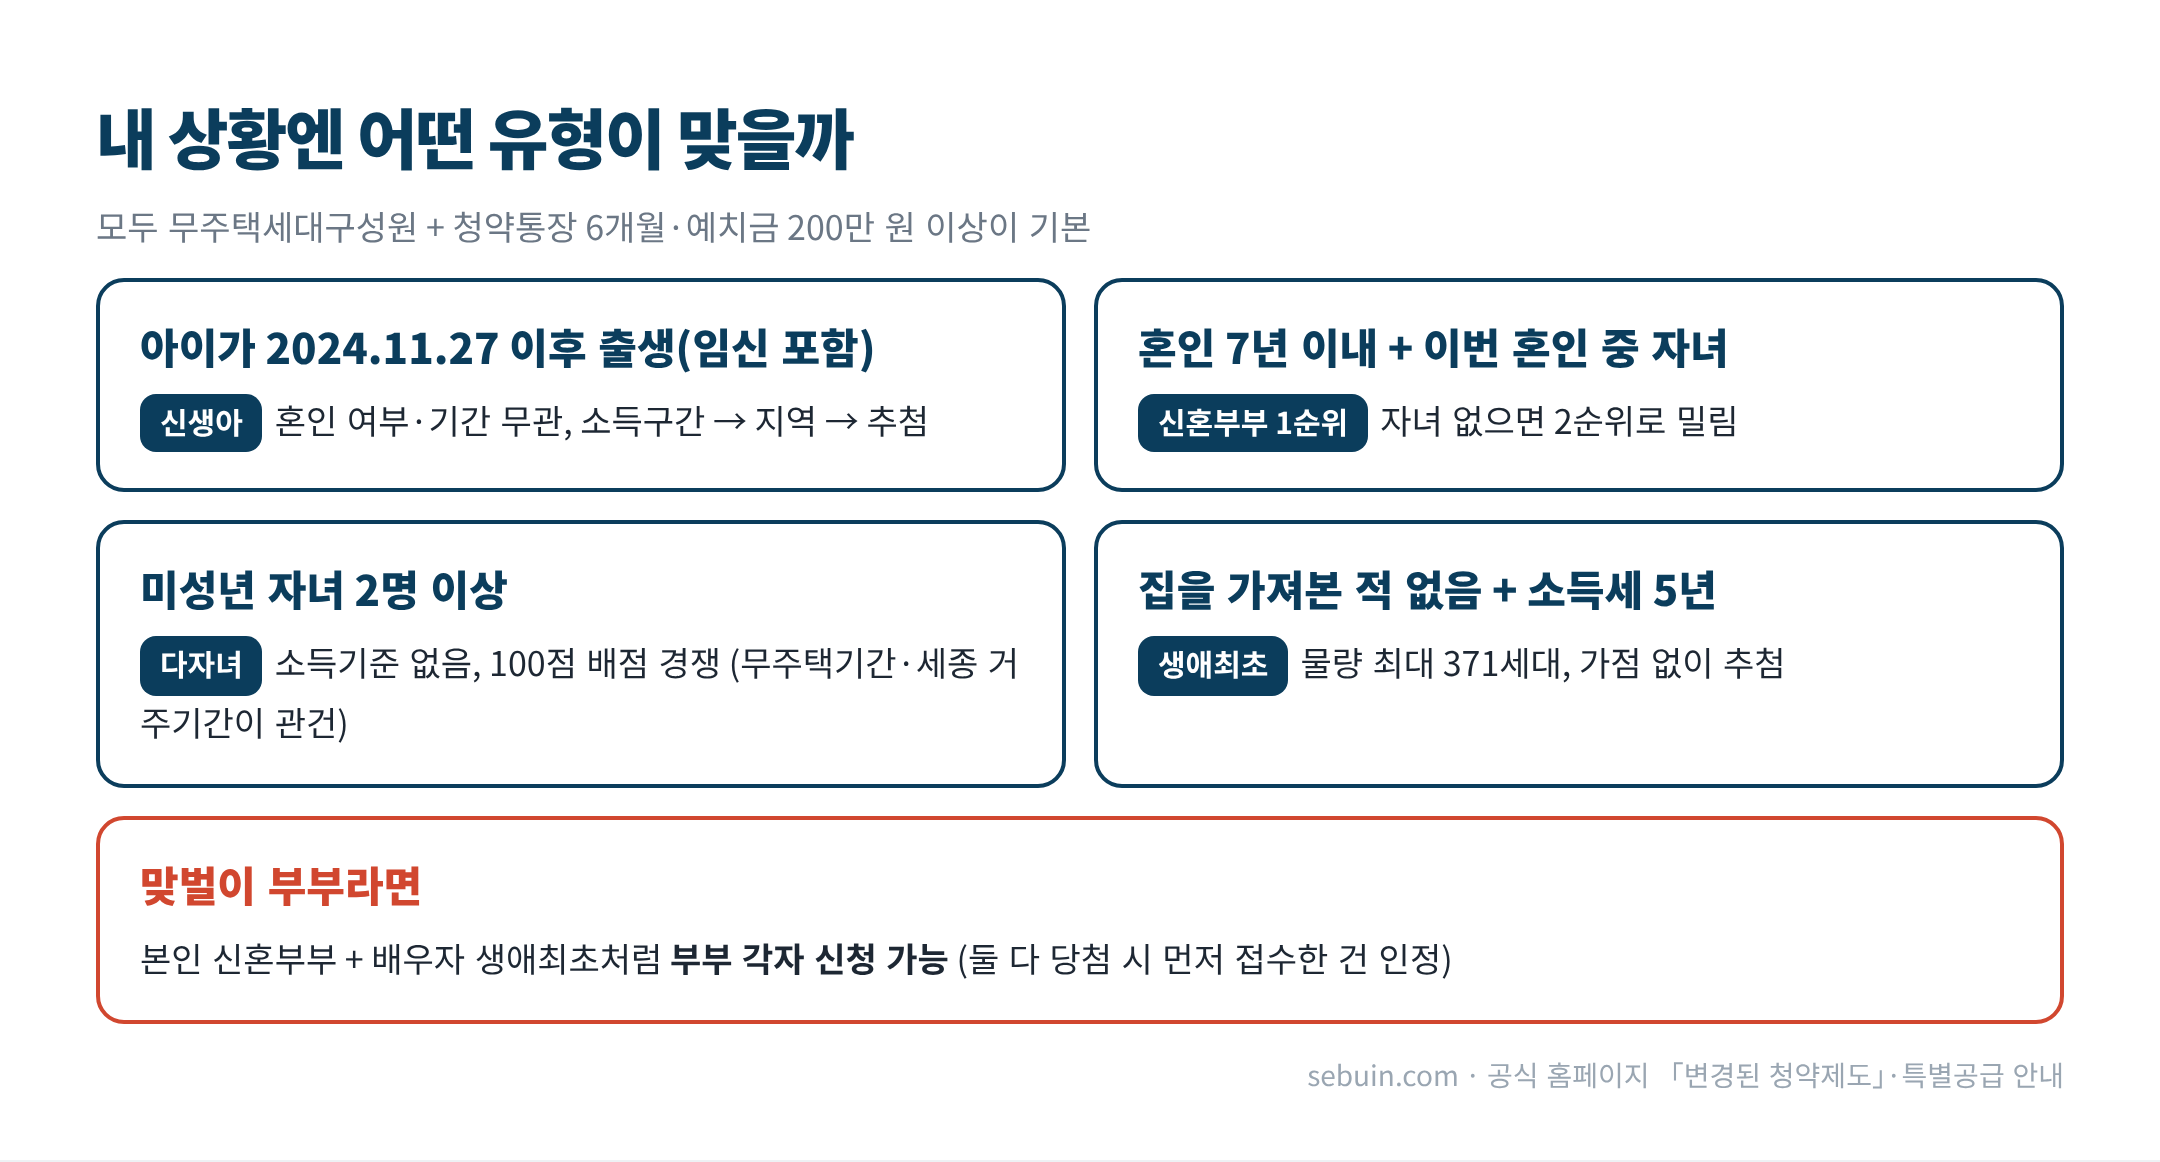 내 상황엔 어떤 유형이 맞을까
모두 무주택세대구성원 + 청약통장 6개월·예치금 200만 원 이상이 기본
아이가 2024.11.27 이후 출생(임신 포함)
신생아 혼인 여부·기간 무관, 소득구간 → 지역 → 추첨
혼인 7년 이내 + 이번 혼인 중 자녀
신혼부부 1순위 자녀 없으면 2순위로 밀림
미성년 자녀 2명 이상
다자녀 소득기준 없음, 100점 배점 경쟁 (무주택기간·세종 거
주기간이 관건)
집을 가져본 적 없음 + 소득세 5년
생애최초 물량 최대 371세대, 가점 없이 추첨
맞벌이 부부라면
본인 신혼부부 + 배우자 생애최초처럼 부부 각자 신청 가능 (둘 다 당첨 시 먼저 접수한 건 인정)
sebuin.com · 공식 홈페이지 「변경된 청약제도」·특별공급 안내